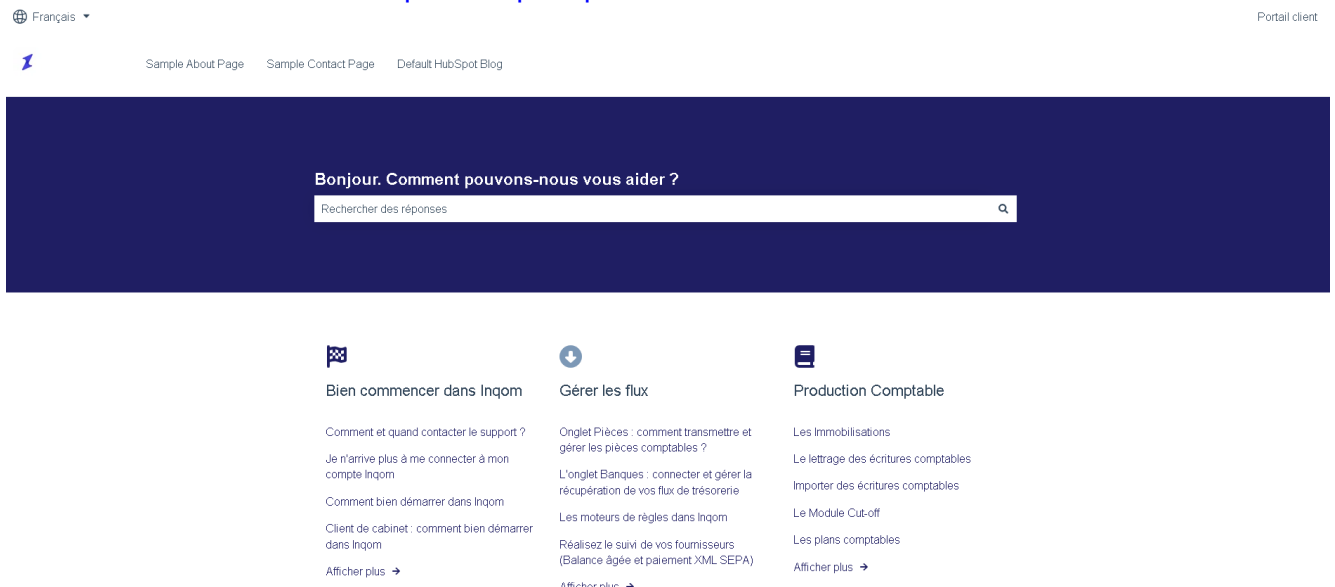 Français
Portail client
Sample About Page
Sample Contact Page
Default HubSpot Blog
Bonjour. Comment pouvons-nous vous aider ?
Rechercher des réponses
Bien commencer dans Inqom
Comment et quand contacter le support ?
Je n'arrive plus à me connecter à mon
compte Inqom
Comment bien démarrer dans Inqom
Client de cabinet : comment bien démarrer
dans Inqom
Afficher plus →
Gérer les flux
Onglet Pièces : comment transmettre et
gérer les pièces comptables ?
L'onglet Banques : connecter et gérer la
récupération de vos flux de trésorerie
Les moteurs de règles dans Inqom
Réalisez le suivi de vos fournisseurs
(Balance âgée et paiement XML SEPA)
Afficher plus →
Production Comptable
Les Immobilisations
Le lettrage des écritures comptables
Importer des écritures comptables
Le Module Cut-off
Les plans comptables
Afficher plus →